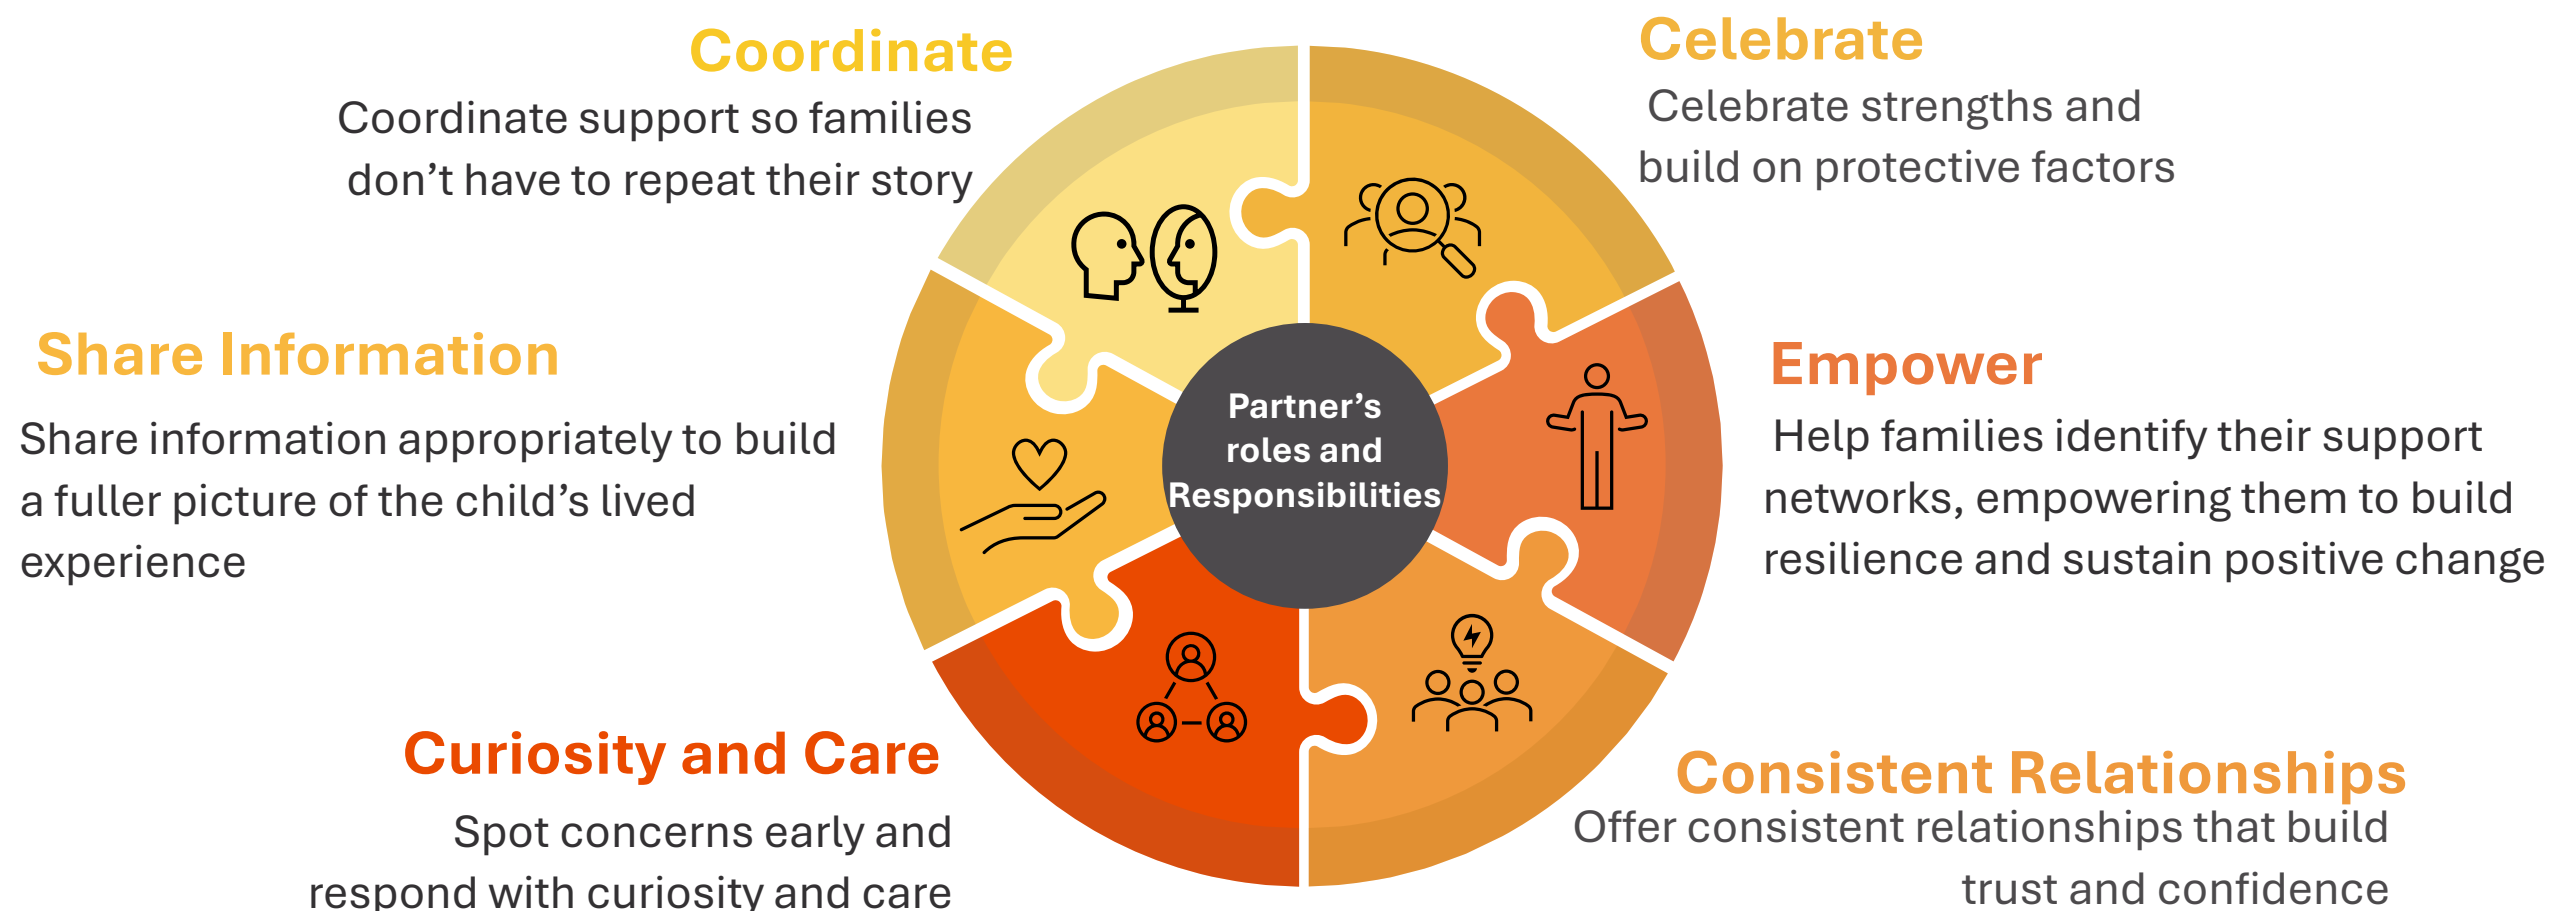 Coordinate
Coordinate support so families
don't have to repeat their story
Celebrate
Celebrate strengths and
build on protective factors
Share Information
Share information appropriately to build
a fuller picture of the child's lived
experience
Partner's
roles and
Responsibilities
Empower
Help families identify their support
networks, empowering them to build
resilience and sustain positive change
Curiosity and Care
Spot concerns early and
respond with curiosity and care
Consistent Relationships
Offer consistent relationships that build
trust and confidence